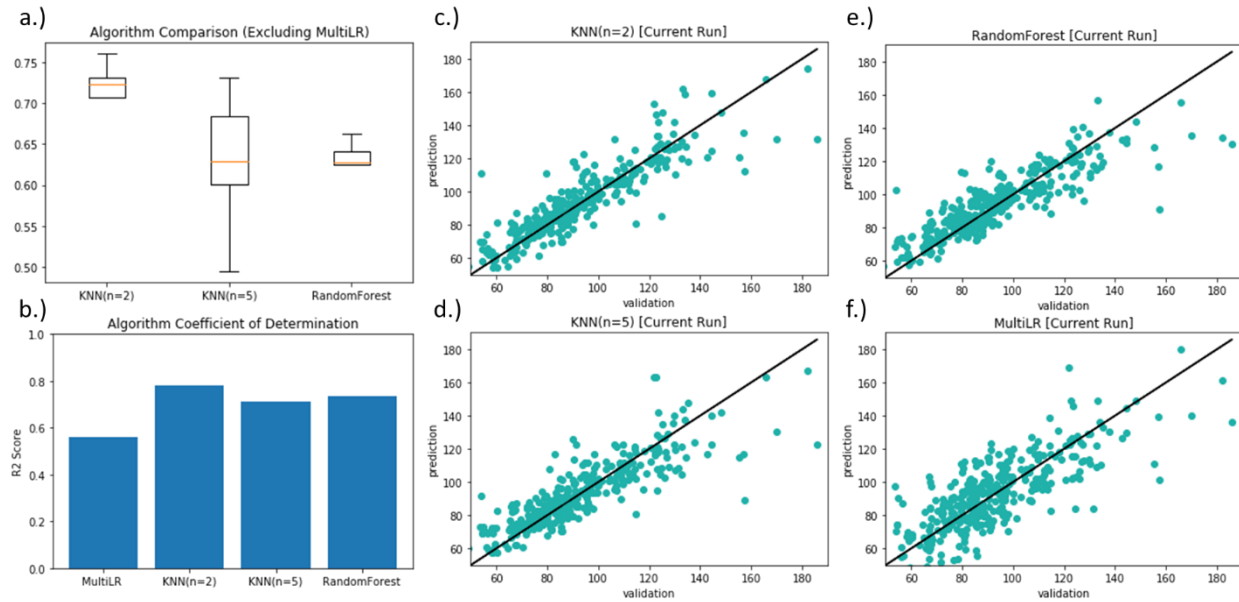 a.)
Algorithm Comparison (Excluding MultiLR)
0.75
0.70
0.65
0.60
0.55
0.50
KNN(n=2) KNN(n=5) RandomForest
b.)
Algorithm Coefficient of Determination
R2 Score
1.0
0.8
0.6
0.4
0.2
0.0
MultiLR KNN(n=2) KNN(n=5) RandomForest
c.)
KNN(n=2) [Current Run]
prediction
180
160
140
120
100
80
60
60 80 100 120 140 160 180
validation
d.)
KNN(n=5) [Current Run]
prediction
180
160
140
120
100
80
60
60 80 100 120 140 160 180
validation
e.)
RandomForest [Current Run]
prediction
180
160
140
120
100
80
60
60 80 100 120 140 160 180
validation
f.)
MultiLR [Current Run]
prediction
180
160
140
120
100
80
60
60 80 100 120 140 160 180
validation